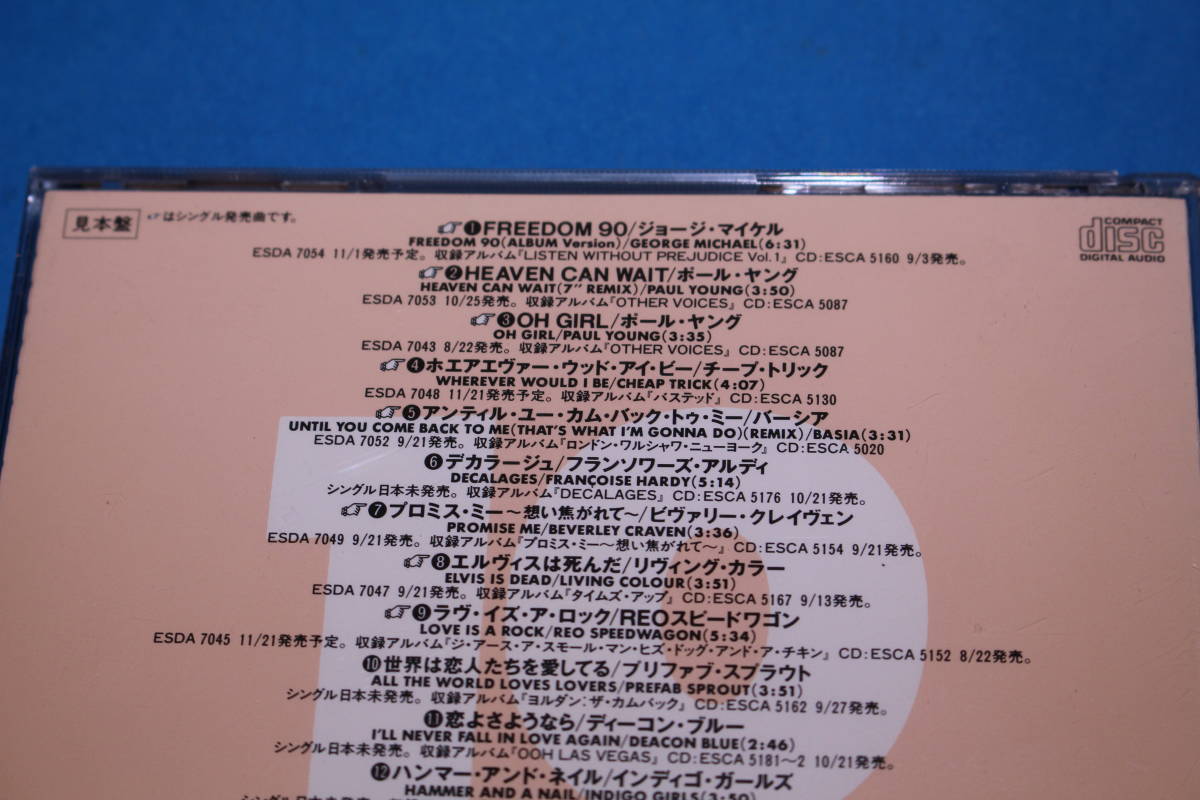 見本盤
☞はシングル発売曲です。
COMPACT
disc
DIGITAL AUDIO
☞❶FREEDOM 90/ジョージ・マイケル
FREEDOM 90(ALBUM Version)/GEORGE MICHAEL(6:31)
ESDA 7054 11/1発売予定。収録アルバム『LISTEN WITHOUT PREJUDICE Vol.1』CD:ESCA 5160 9/3発売。
☞❷HEAVEN CAN WAIT/ポール・ヤング
HEAVEN CAN WAIT(7" REMIX)/PAUL YOUNG(3:50)
ESDA 7053 10/25発売。収録アルバム『OTHER VOICES』CD:ESCA 5087
☞❸OH GIRL/ポール・ヤング
OH GIRL/PAUL YOUNG(3:35)
ESDA 7043 8/22発売。収録アルバム『OTHER VOICES』CD:ESCA 5087
☞❹ホエアエヴァー・ウッド・アイ・ビー/チープ・トリック
WHEREVER WOULD I BE/CHEAP TRICK(4:07)
ESDA 7048 11/21発売予定。収録アルバム『バステッド』CD:ESCA 5130
☞❺アンティル・ユー・カム・バック・トゥ・ミー/バーシア
UNTIL YOU COME BACK TO ME(THAT'S WHAT I'M GONNA DO)(REMIX)/BASIA(3:31)
ESDA 7052 9/21発売。収録アルバム『ロンドン・ワルシャワ・ニューヨーク』CD:ESCA 5020
❻デカラージュ/フランソワーズ・アルディ
DECALAGES/FRANÇOISE HARDY(5:14)
シングル日本未発売。収録アルバム『DECALAGES』CD:ESCA 5176 10/21発売。
☞❼プロミス・ミー〜想い焦がれて〜/ビヴァリー・クレイヴェン
PROMISE ME/BEVERLEY CRAVEN(3:36)
ESDA 7049 9/21発売。収録アルバム『プロミス・ミー〜想い焦がれて〜』CD:ESCA 5154 9/21発売。
☞❽エルヴィスは死んだ/リヴィング・カラー
ELVIS IS DEAD/LIVING COLOUR(3:51)
ESDA 7047 9/21発売。収録アルバム『タイムズ・アップ』CD:ESCA 5167 9/13発売。
☞❾ラヴ・イズ・ア・ロック/REOスピードワゴン
LOVE IS A ROCK/REO SPEEDWAGON(5:34)
ESDA 7045 11/21発売予定。収録アルバム『ジ・アース・ア・スモール・マン・ヒズ・ドッグ・アンド・ア・チキン』CD:ESCA 5152 8/22発売。
❿世界は恋人たちを愛してる/プリファブ・スプラウト
ALL THE WORLD LOVES LOVERS/PREFAB SPROUT(3:51)
シングル日本未発売。収録アルバム『ヨルダン:ザ・カムバック』CD:ESCA 5162 9/27発売。
⓫恋よさようなら/ディーコン・ブルー
I'LL NEVER FALL IN LOVE AGAIN/DEACON BLUE(2:46)
シングル日本未発売。収録アルバム『OOH LAS VEGAS』CD:ESCA 5181〜2 10/21発売。
⓬ハンマー・アンド・ネイル/インディゴ・ガールズ
HAMMER AND A NAIL/INDIGO GIRLS(3:50)